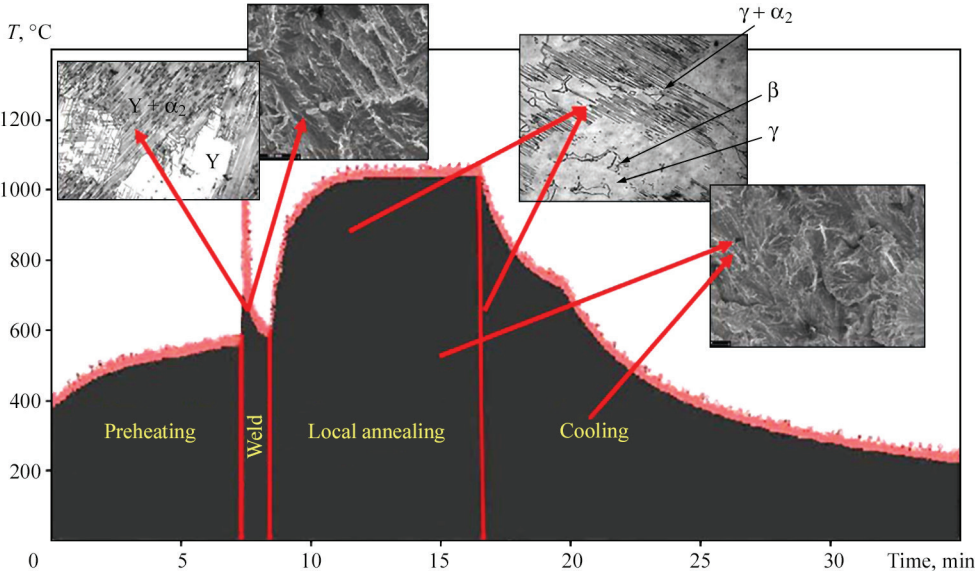 T, °C
1200
1000
800
600
400
200
0
5
10
15
20
25
30
Time, min
Preheating
Weld
Local annealing
Cooling
Y + α₂
Y
γ + α₂
β
γ